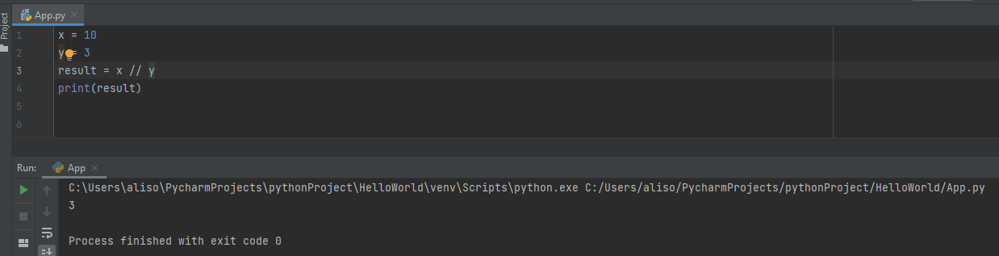 App.py
Project
1 x = 10
2 y = 3
3 result = x // y
4 print(result)
5
6
Run: App
C:\Users\aliso\PycharmProjects\pythonProject\HelloWorld\venv\Scripts\python.exe C:/Users/aliso/PycharmProjects/pythonProject/HelloWorld/App.py
3
Process finished with exit code 0